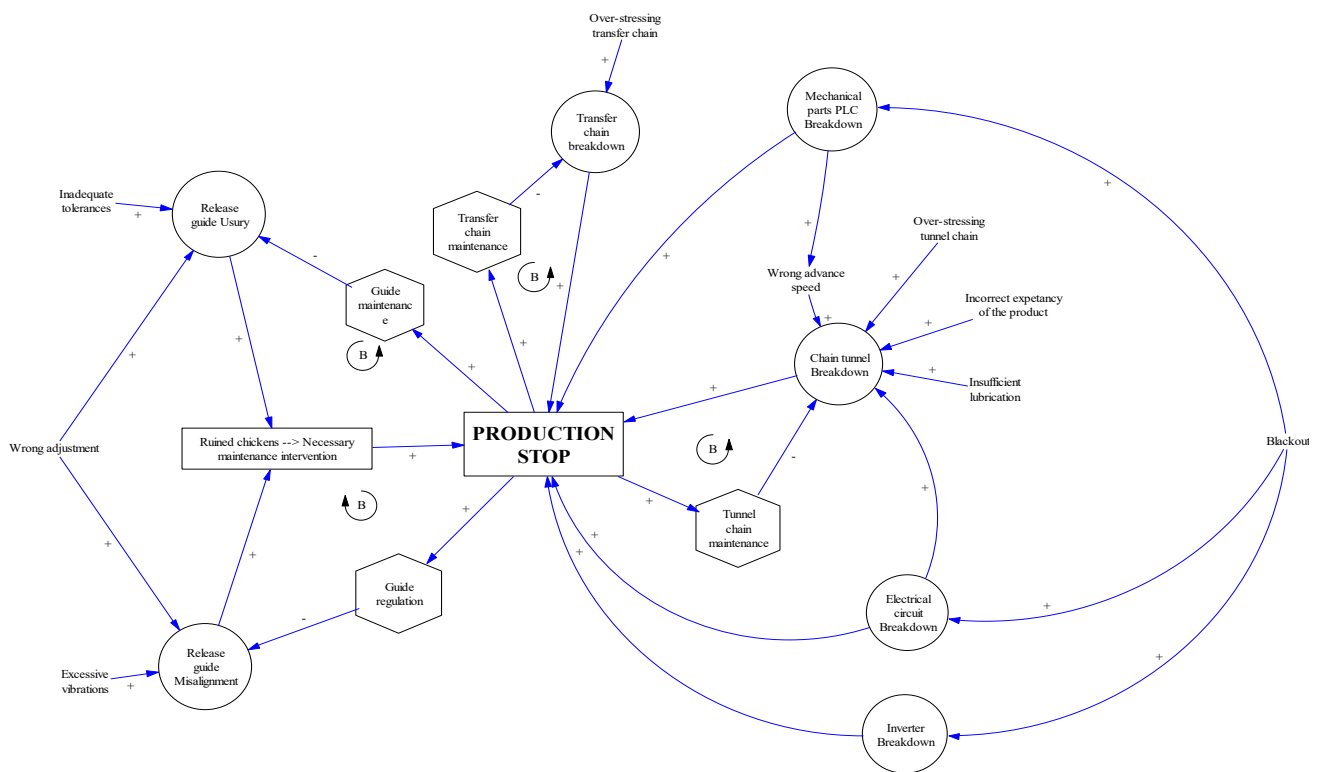 Over-stressing
transfer chain
+
Transfer
chain
breakdown
Mechanical
parts PLC
Breakdown
+
-
Inadequate
tolerances
+
Release
guide Usury
Transfer
chain
maintenance
+
Over-stressing
tunnel chain
-
+
B
+
Wrong advance
speed
+
Guide
maintenanc
e
+
Incorrect expetancy
of the product
+
+
+
+
B
+
+
Chain tunnel
Breakdown
+
Insufficient
lubrication
+
Wrong adjustment
Ruined chickens --> Necessary
maintenance intervention
+
PRODUCTION
STOP
B
-
Blackout
B
+
+
+
Tunnel
chain
maintenance
+
+
+
+
Guide
regulation
-
Electrical
circuit
Breakdown
+
Release
guide
Misalignment
Excessive
vibrations
+
+
Inverter
Breakdown